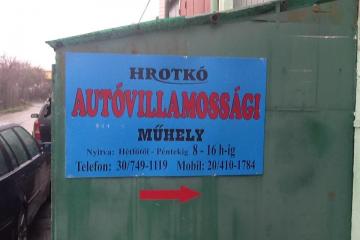 HROTKÓ
AUTÓVILLAMOSSÁGI
MŰHELY
Nyitva: Hétfőtől - Péntekig 8 - 16 h-ig
Telefon: 30/749-1119 Mobil: 20/410-1784